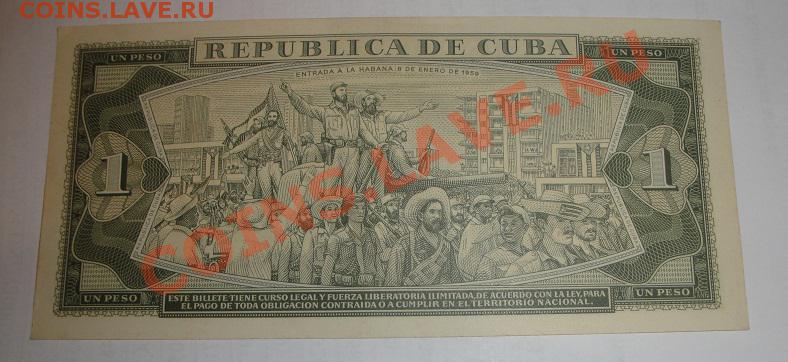 COINS.LAVE.RU
REPUBLICA DE CUBA
UN PESO
UN PESO
ENTRADA A LA HABANA, 8 DE ENERO DE 1959
1
1
COINS.LAVE.RU
UN PESO
UN PESO
ESTE BILLETE TIENE CURSO LEGAL Y FUERZA LIBERATORIA ILIMITADA, DE ACUERDO CON LA LEY, PARA
EL PAGO DE TODA OBLIGACION CONTRAIDA O A CUMPLIR EN EL TERRITORIO NACIONAL.